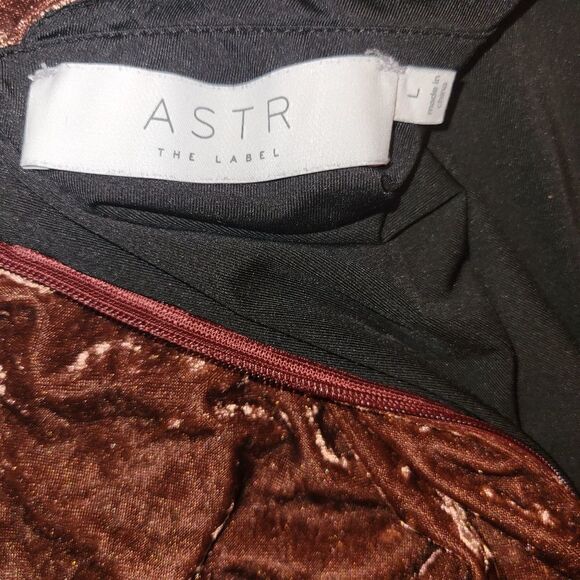 ASTR
THE LABEL
L
made in
china